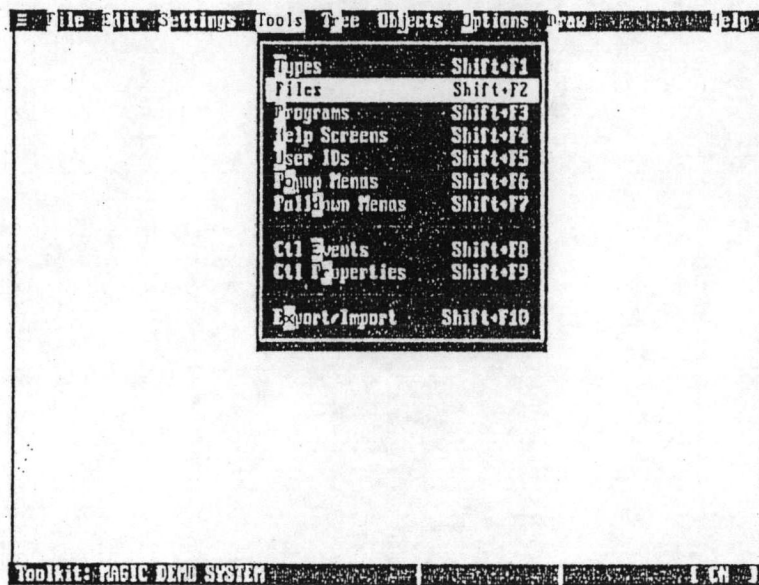 ≡ File Edit Settings Tools Tree Objects Options Draw Help
Types Shift+F1
Files Shift+F2
Programs Shift+F3
Help Screens Shift+F4
User IDs Shift+F5
Popup Menus Shift+F6
Pulldown Menus Shift+F7
Ctl Events Shift+F8
Ctl Properties Shift+F9
Export/Import Shift+F10
Toolkit: MAGIC DEMO SYSTEM [ CN ]